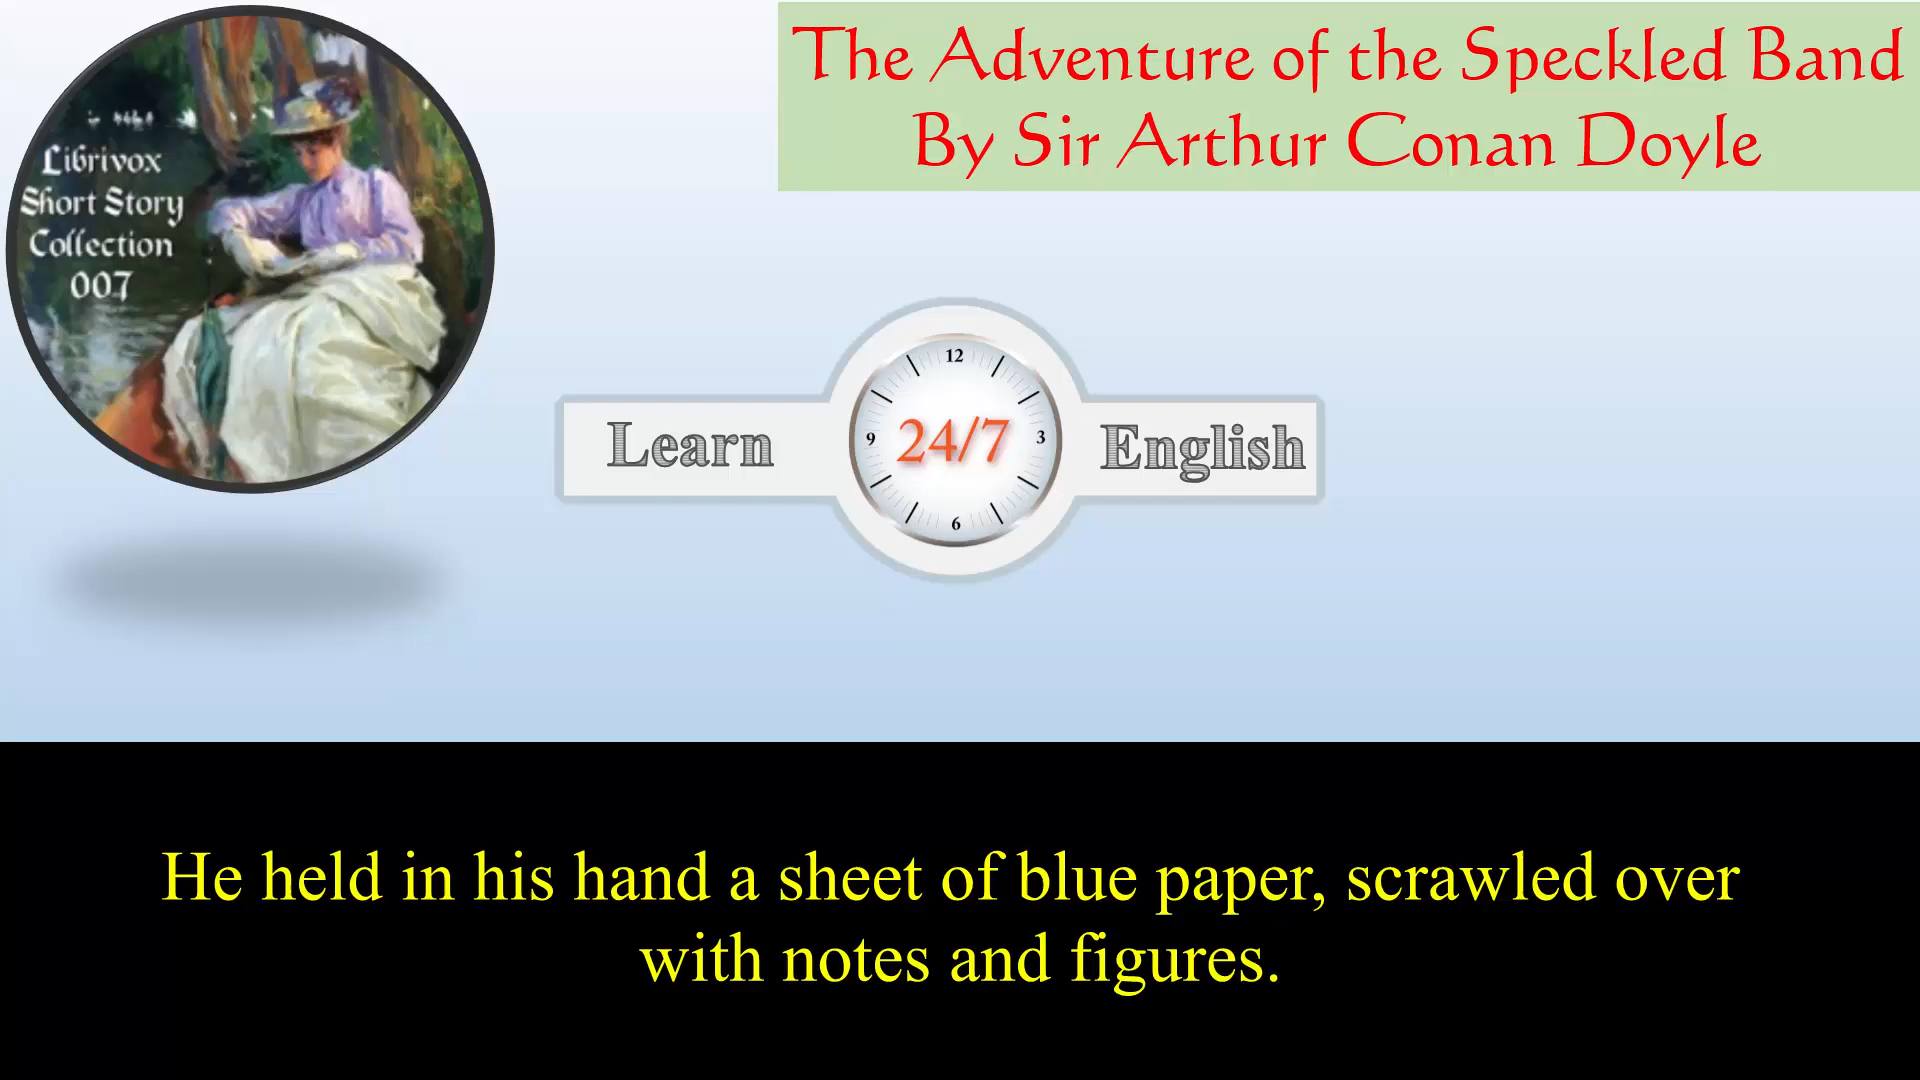 The Adventure of the Speckled Band
By Sir Arthur Conan Doyle
Librivox
Short Story
Collection
007
Learn
24/7
English
12
3
6
9
He held in his hand a sheet of blue paper, scrawled over
with notes and figures.